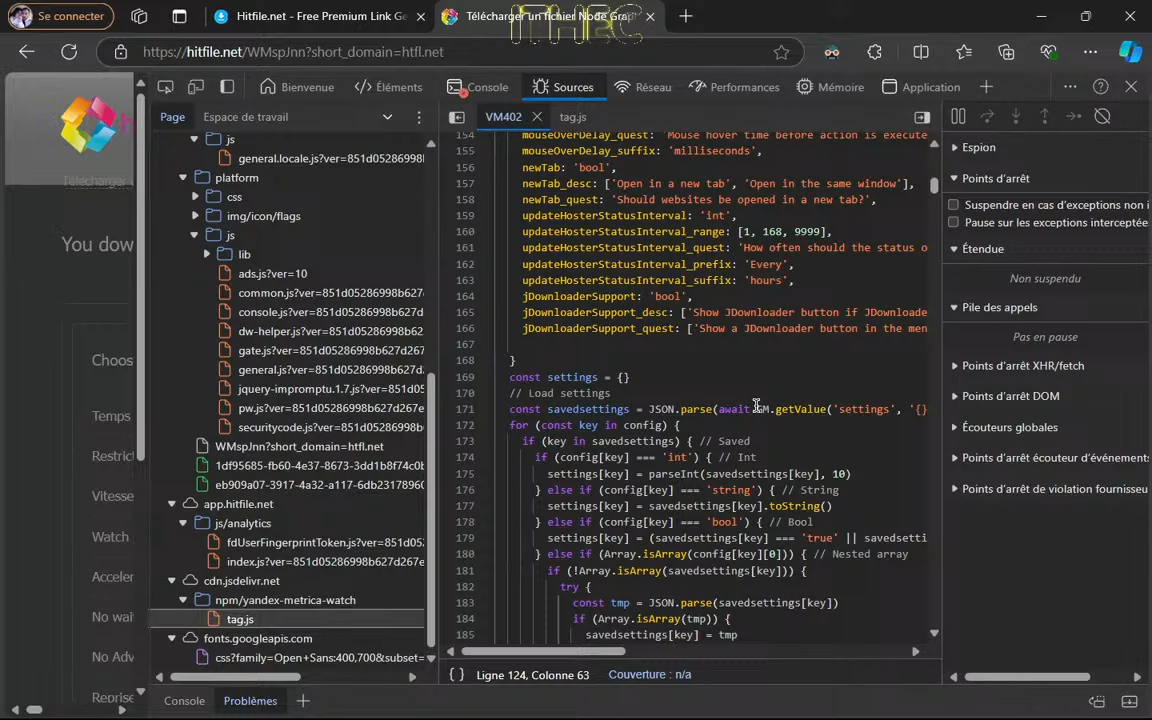 Se connecter
Hitfile.net - Free Premium Link Ge
Télécharger un fichier Node Grap
ITHEC
https://hitfile.net/WMspJnn?short_domain=htfl.net
Bienvenue
Éléments
Console
Sources
Réseau
Performances
Mémoire
Application
Page
Espace de travail
VM402
tag.js
Télécharger
You dow
Choos
Temps
Restric
Vitesse
Watch
Acceler
No wai
No Adv
Reprise
js
general.locale.js?ver=851d05286998b
platform
css
img/icon/flags
js
lib
ads.js?ver=10
common.js?ver=851d05286998b627
console.js?ver=851d05286998b627d
dw-helper.js?ver=851d05286998b627
gate.js?ver=851d05286998b627d267
general.js?ver=851d05286998b627d2
jquery-impromptu.1.7.js?ver=851d05
pw.js?ver=851d05286998b627d267e
securitycode.js?ver=851d05286998b
WMspJnn?short_domain=htfl.net
1df95685-fb60-4e37-8673-3dd1b8f74c0
eb909a07-3917-4a32-a117-6db2317896
app.hitfile.net
js/analytics
fdUserFingerprintToken.js?ver=851d05
index.js?ver=851d05286998b627d267e
cdn.jsdelivr.net
npm/yandex-metrica-watch
tag.js
fonts.googleapis.com
css?family=Open+Sans:400,700&subset=
154 mouseOverDelay_quest: 'Mouse hover time before action is execute
155 mouseOverDelay_suffix: 'milliseconds',
156 newTab: 'bool',
157 newTab_desc: ['Open in a new tab', 'Open in the same window'],
158 newTab_quest: 'Should websites be opened in a new tab?',
159 updateHosterStatusInterval: 'int',
160 updateHosterStatusInterval_range: [1, 168, 9999],
161 updateHosterStatusInterval_quest: 'How often should the status o
162 updateHosterStatusInterval_prefix: 'Every',
163 updateHosterStatusInterval_suffix: 'hours',
164 jDownloaderSupport: 'bool',
165 jDownloaderSupport_desc: ['Show JDownloader button if JDownloade
166 jDownloaderSupport_quest: ['Show a JDownloader button in the men
167
168 }
169 const settings = {}
170 // Load settings
171 const savedsettings = JSON.parse(await GM.getValue('settings', '{}
172 for (const key in config) {
173 if (key in savedsettings) { // Saved
174 if (config[key] === 'int') { // Int
175 settings[key] = parseInt(savedsettings[key], 10)
176 } else if (config[key] === 'string') { // String
177 settings[key] = savedsettings[key].toString()
178 } else if (config[key] == 'bool') { // Bool
179 settings[key] = (savedsettings[key] === 'true' || savedsetti
180 } else if (Array.isArray(config[key][0])) { // Nested array
181 if (!Array.isArray(savedsettings[key])) {
182 try {
183 const tmp = JSON.parse(savedsettings[key])
184 if (Array.isArray(tmp)) {
185 savedsettings[key] = tmp
Espion
Points d'arrêt
Suspendre en cas d'exceptions non i
Pause sur les exceptions interceptée
Étendue
Non suspendu
Pile des appels
Pas en pause
Points d'arrêt XHR/fetch
Points d'arrêt DOM
Écouteurs globales
Points d'arrêt écouteur d'événements
Points d'arrêt de violation fournisseu
{ } Ligne 124, Colonne 63 Couverture : n/a
Console
Problèmes